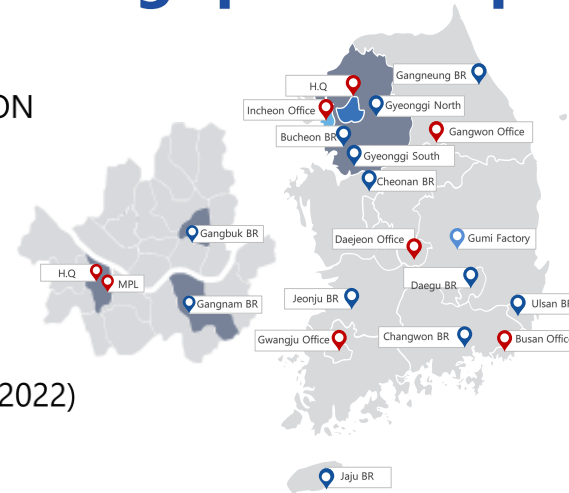 ON
2022)
H.Q
Gangneung BR
Incheon Office
Gyeonggi North
Gangwon Office
Bucheon BR
Gyeonggi South
Cheonan BR
Gangbuk BR
Daejeon Office
Gumi Factory
H.Q
MPL
Daegu BR
Gangnam BR
Jeonju BR
Ulsan BR
Gwangju Office
Changwon BR
Busan Office
Jaju BR